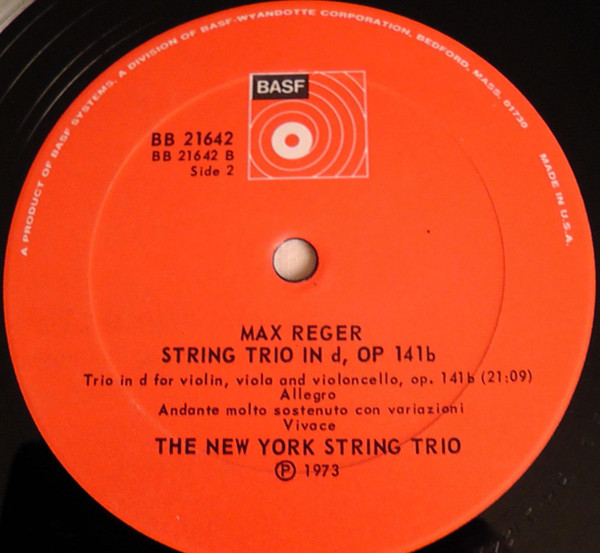 A PRODUCT OF BASF SYSTEMS, A DIVISION OF BASF-WYANDOTTE CORPORATION, BEDFORD, MASS. 01730
MADE IN U.S.A.
BASF
BB 21642
BB 21642 B
Side 2
MAX REGER
STRING TRIO IN d, OP 141b
Trio in d for violin, viola and violoncello, op. 141b (21:09)
Allegro
Andante molto sostenuto con variazioni
Vivace
THE NEW YORK STRING TRIO
℗ 1973